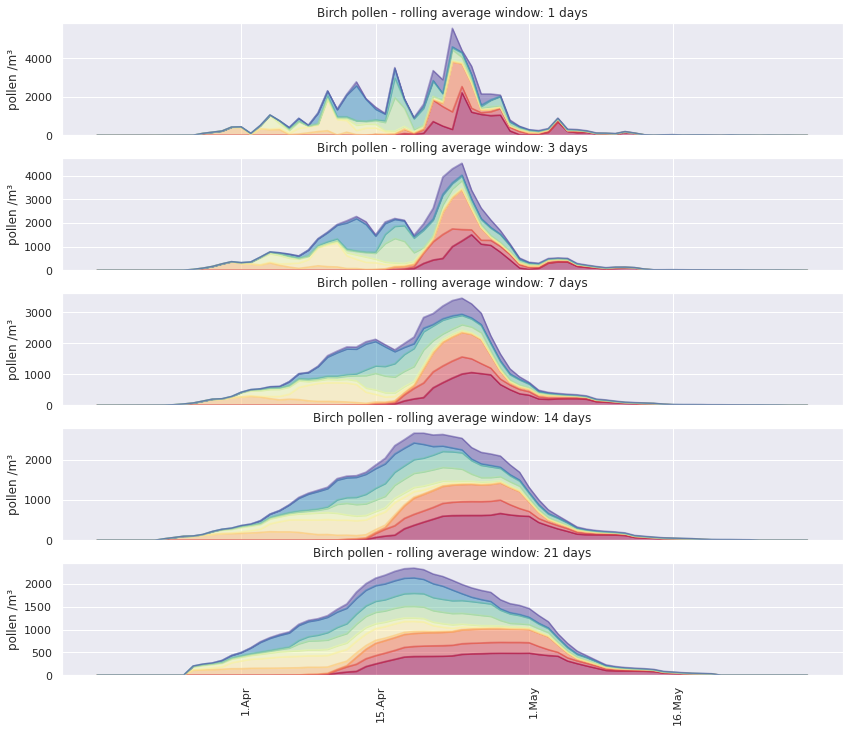 Birch pollen - rolling average window: 1 days
pollen /m³
4000
2000
0
Birch pollen - rolling average window: 3 days
pollen /m³
4000
3000
2000
1000
0
Birch pollen - rolling average window: 7 days
pollen /m³
3000
2000
1000
0
Birch pollen - rolling average window: 14 days
pollen /m³
2000
1000
0
Birch pollen - rolling average window: 21 days
pollen /m³
2000
1500
1000
500
0
1.Apr
15.Apr
1.May
16.May